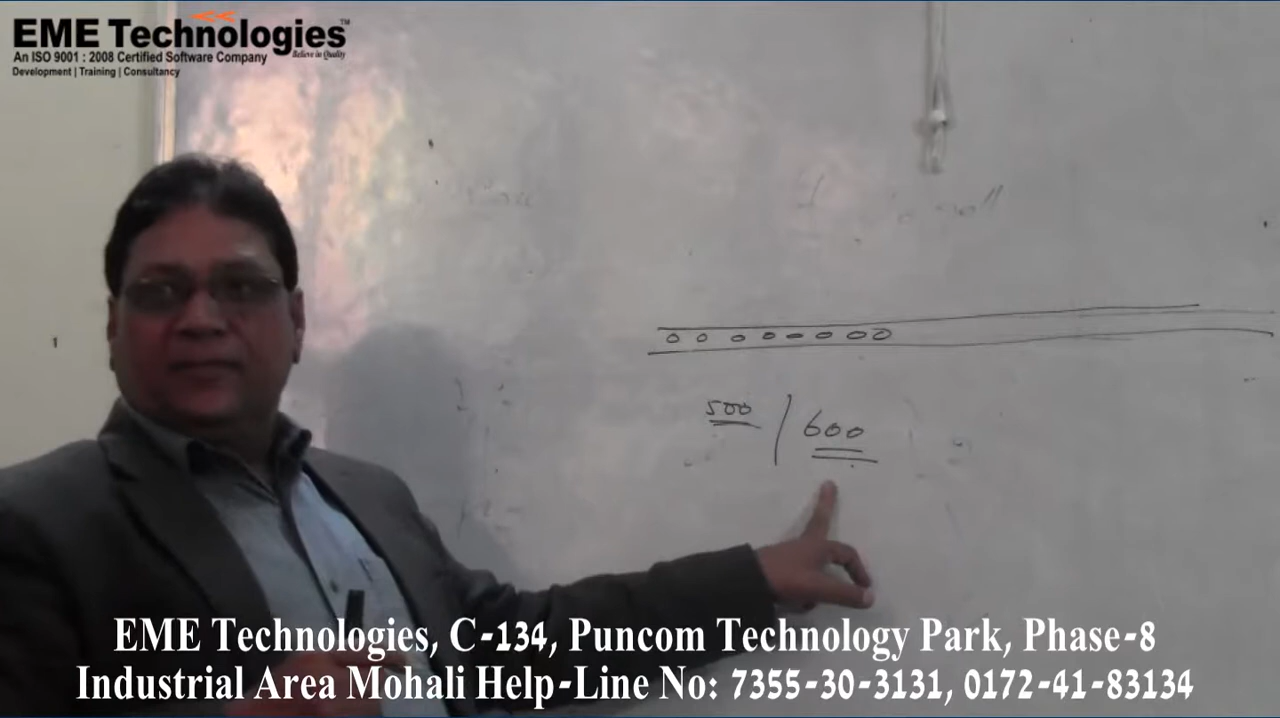 EME Technologies™
An ISO 9001 : 2008 Certified Software Company
Believe in Quality
Development | Training | Consultancy
500 / 600
EME Technologies, C-134, Puncom Technology Park, Phase-8
Industrial Area Mohali Help-Line No: 7355-30-3131, 0172-41-83134